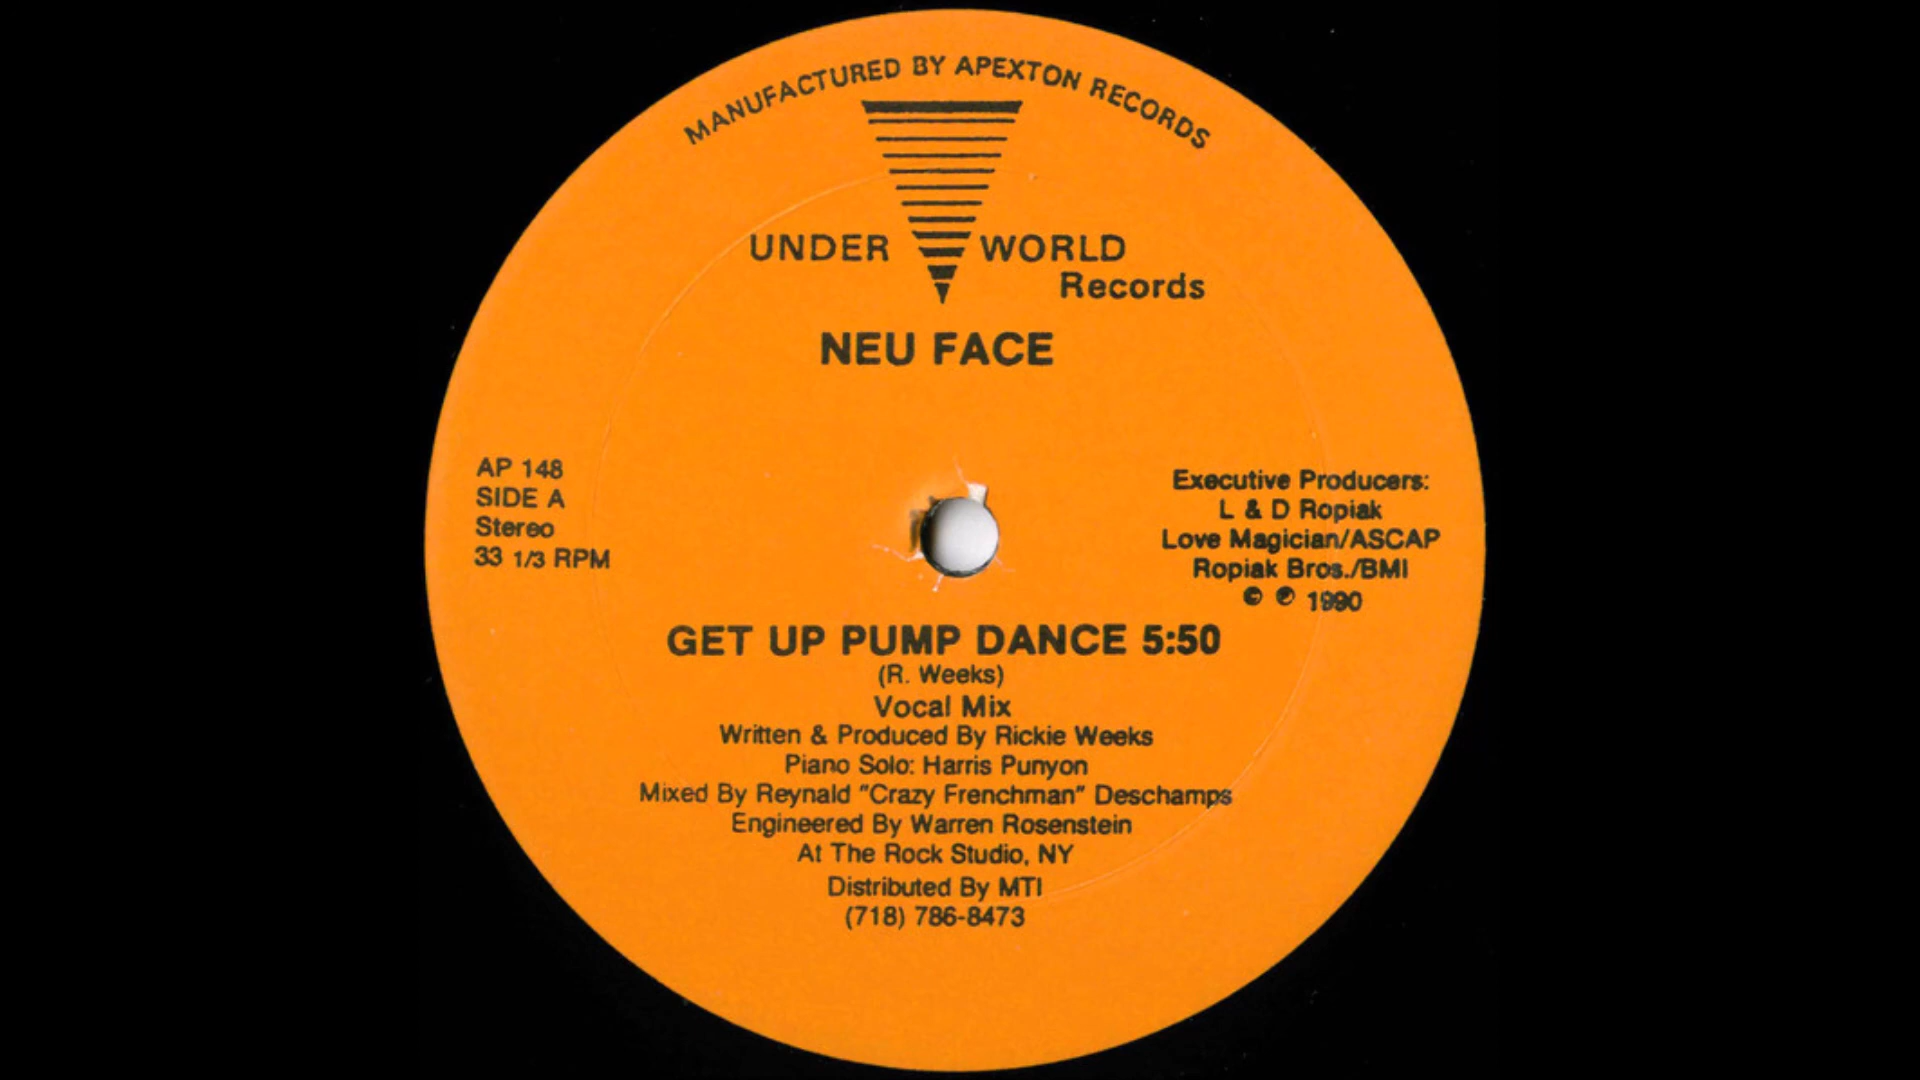 MANUFACTURED BY APEXTON RECORDS
UNDER WORLD
Records
NEU FACE
AP 148
SIDE A
Stereo
33 1/3 RPM
Executive Producers:
L & D Ropiak
Love Magician/ASCAP
Ropiak Bros./BMI
© ℗ 1990
GET UP PUMP DANCE 5:50
(R. Weeks)
Vocal Mix
Written & Produced By Rickie Weeks
Piano Solo: Harris Punyon
Mixed By Reynald "Crazy Frenchman" Deschamps
Engineered By Warren Rosenstein
At The Rock Studio, NY
Distributed By MTI
(718) 786-8473